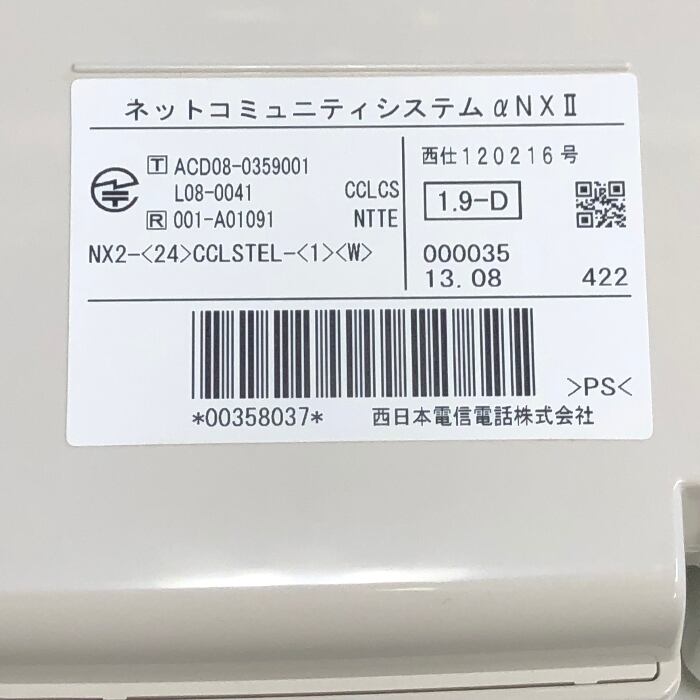 ネットコミュニティシステムαNXⅡ
T ACD08-0359001
L08-0041 CCLCS
R 001-A01091 NTTE
NX2-<24>CCLSTEL-<1><W>
西仕120216号
1.9-D
000035
13.08 422
*00358037* 西日本電信電話株式会社
>PS<